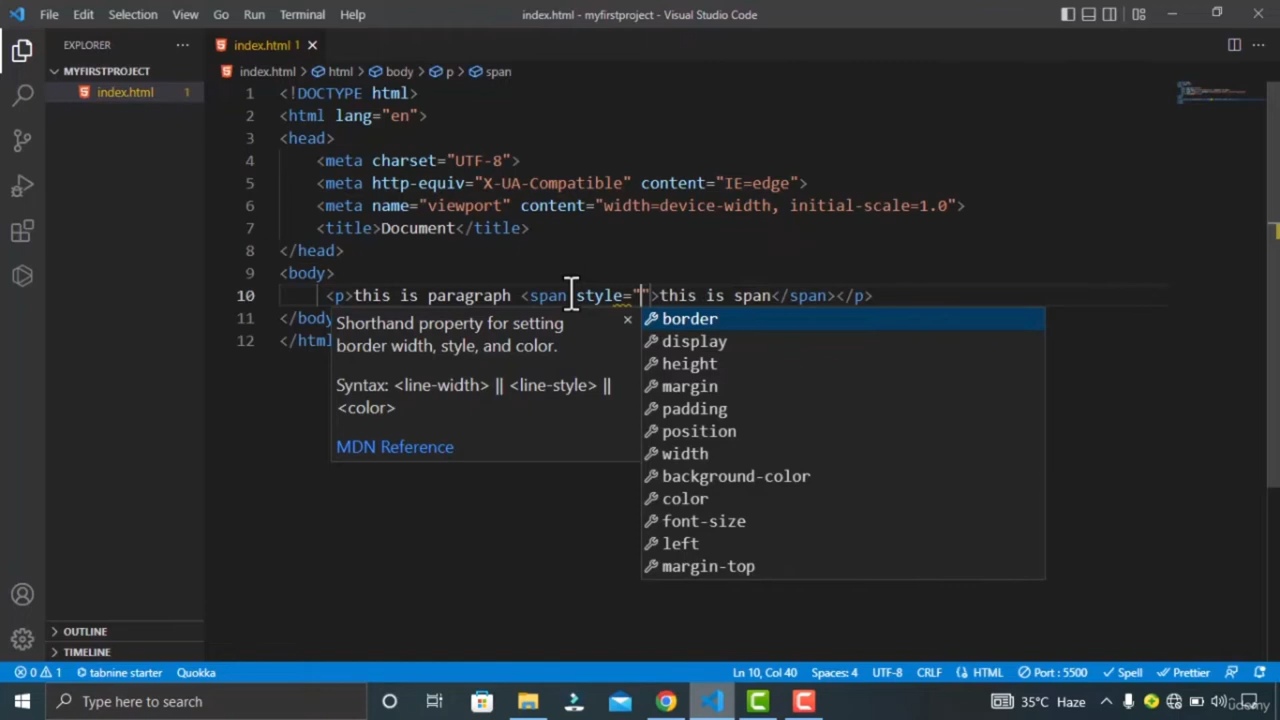 File Edit Selection View Go Run Terminal Help index.html - myfirstproject - Visual Studio Code
EXPLORER
index.html 1
MYFIRSTPROJECT
index.html > html > body > p > span
index.html 1
1 <!DOCTYPE html>
2 <html lang="en">
3 <head>
4 <meta charset="UTF-8">
5 <meta http-equiv="X-UA-Compatible" content="IE=edge">
6 <meta name="viewport" content="width=device-width, initial-scale=1.0">
7 <title>Document</title>
8 </head>
9 <body>
10 <p>this is paragraph <span style="">this is span</span></p>
11 </body
12 </html
Shorthand property for setting
border width, style, and color.
Syntax: <line-width> || <line-style> ||
<color>
MDN Reference
border
display
height
margin
padding
position
width
background-color
color
font-size
left
margin-top
OUTLINE
TIMELINE
0 1 tabnine starter Quokka Ln 10, Col 40 Spaces: 4 UTF-8 CRLF HTML Port : 5500 Spell Prettier
Type here to search 35°C Haze
Udemy